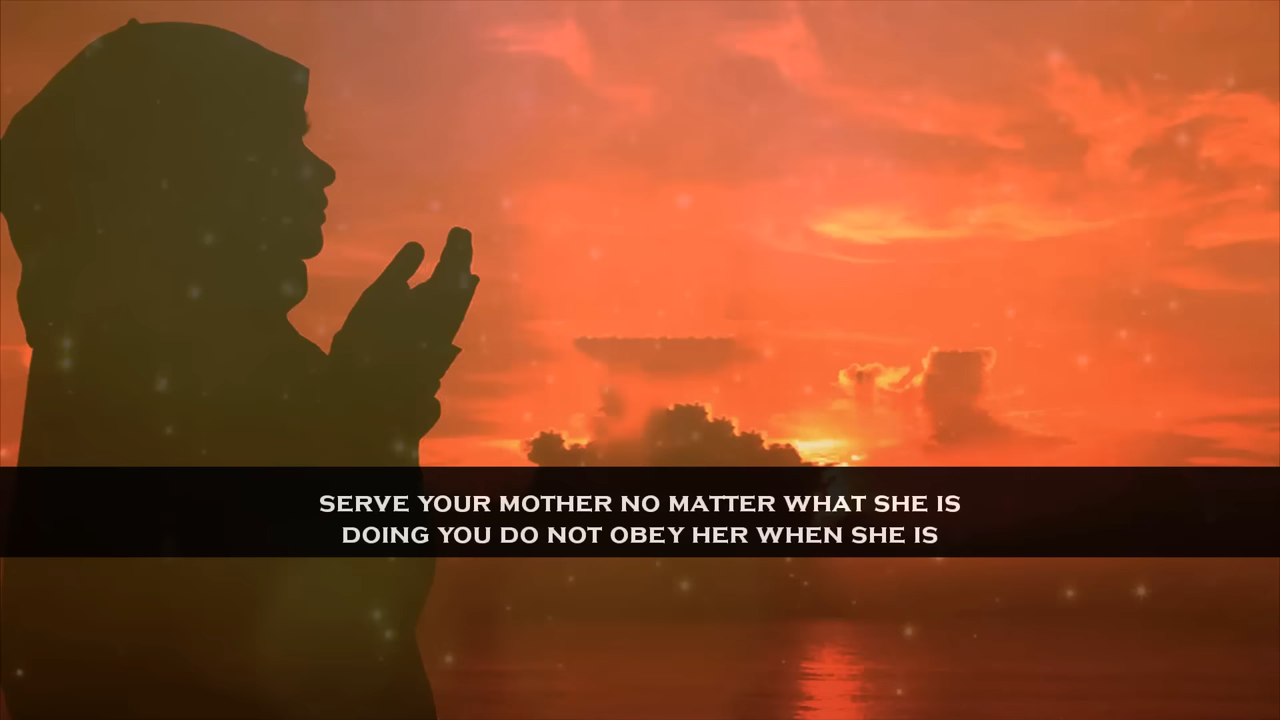 SERVE YOUR MOTHER NO MATTER WHAT SHE IS
DOING YOU DO NOT OBEY HER WHEN SHE IS